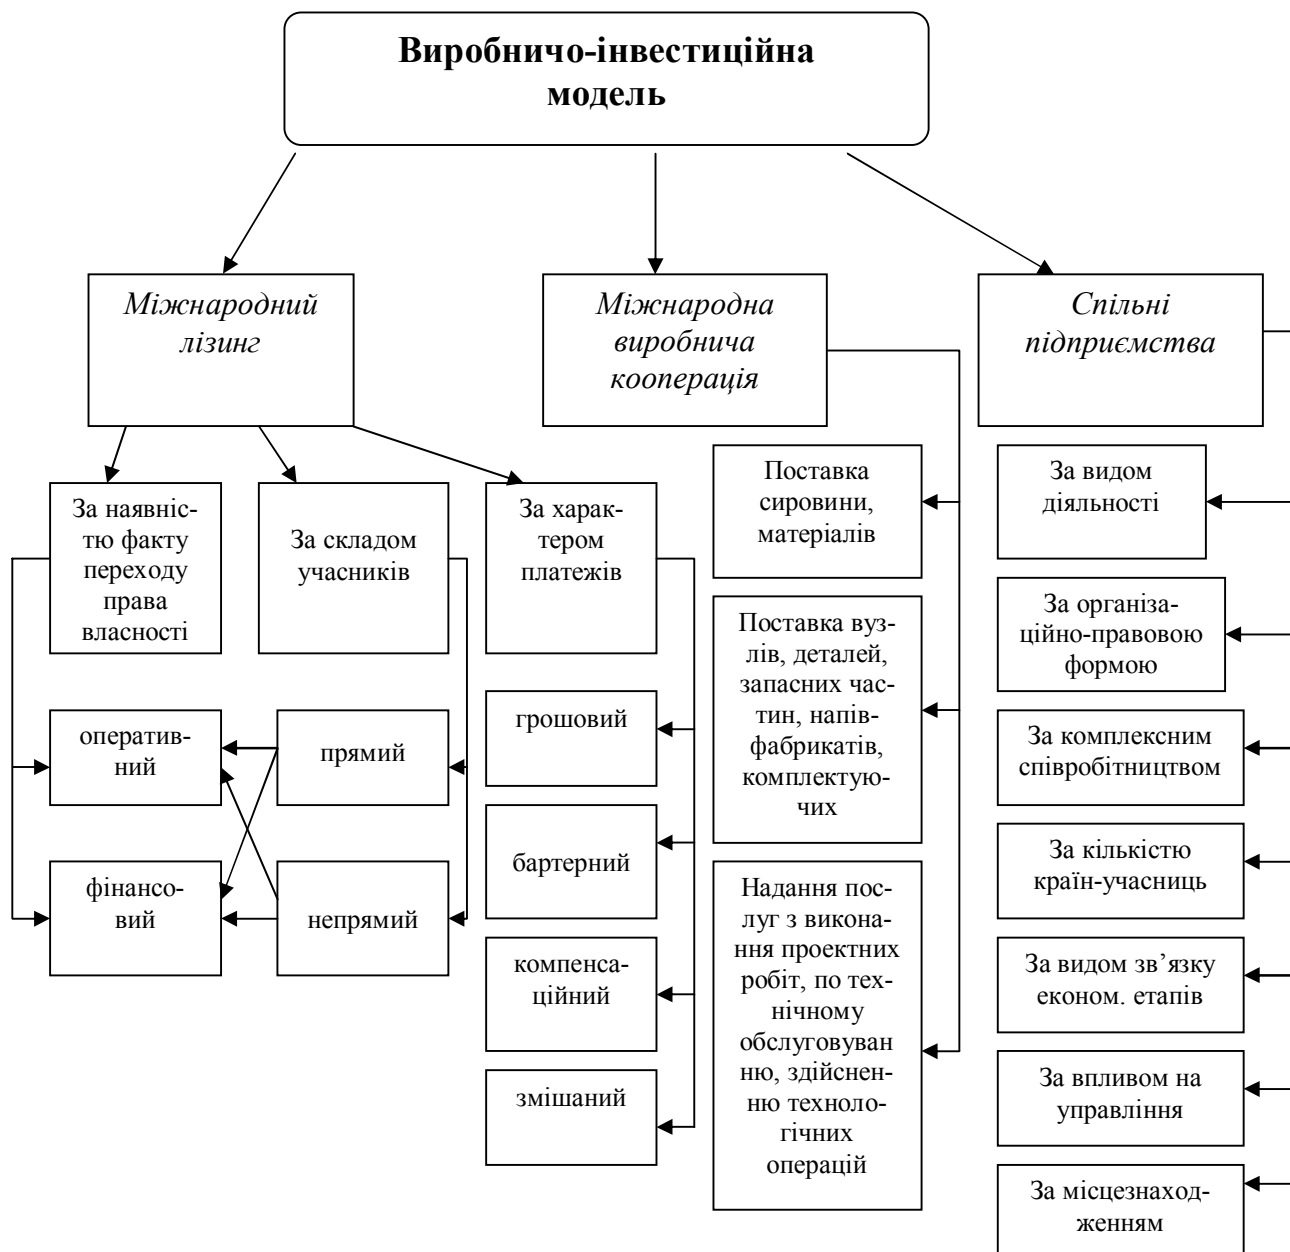 Виробничо-інвестиційна
модель
Міжнародний
лізинг
Міжнародна
виробнича
кооперація
Спільні
підприємства
За наявніс-
тю факту
переходу
права
власності
За складом
учасників
За харак-
тером
платежів
оператив-
ний
фінансо-
вий
прямий
непрямий
грошовий
бартерний
компенса-
ційний
змішаний
Поставка
сировини,
матеріалів
Поставка вуз-
лів, деталей,
запасних час-
тин, напів-
фабрикатів,
комплектую-
чих
Надання пос-
луг з викона-
ння проектних
робіт, по тех-
нічному
обслуговуван
ню, здійснен-
ню техноло-
гічних
операцій
За видом
діяльності
За організа-
ційно-правовою
формою
За комплексним
співробітництвом
За кількістю
країн-учасниць
За видом зв’язку
економ. етапів
За впливом на
управління
За місцезнаход-
женням